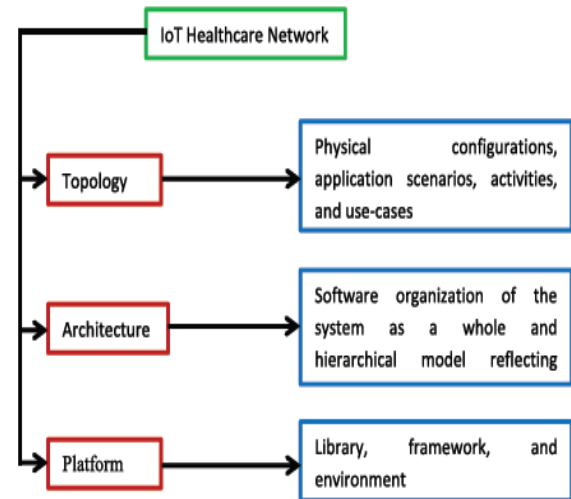 IoT Healthcare Network
Topology
Physical configurations,
application scenarios, activities,
and use-cases
Architecture
Software organization of the
system as a whole and
hierarchical model reflecting
Platform
Library, framework, and
environment